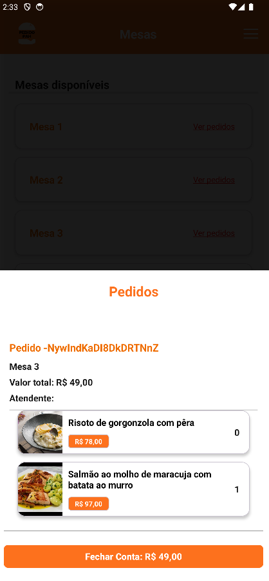 2:33
Mesas
Mesas disponíveis
Mesa 1
Ver pedidos
Mesa 2
Ver pedidos
Mesa 3
Ver pedidos
Pedidos
Pedido -NywIndKaDI8DkDRTNnZ
Mesa 3
Valor total: R$ 49,00
Atendente:
Risoto de gorgonzola com pêra
0
R$ 78,00
Salmão ao molho de maracuja com
batata ao murro
1
R$ 97,00
Fechar Conta: R$ 49,00